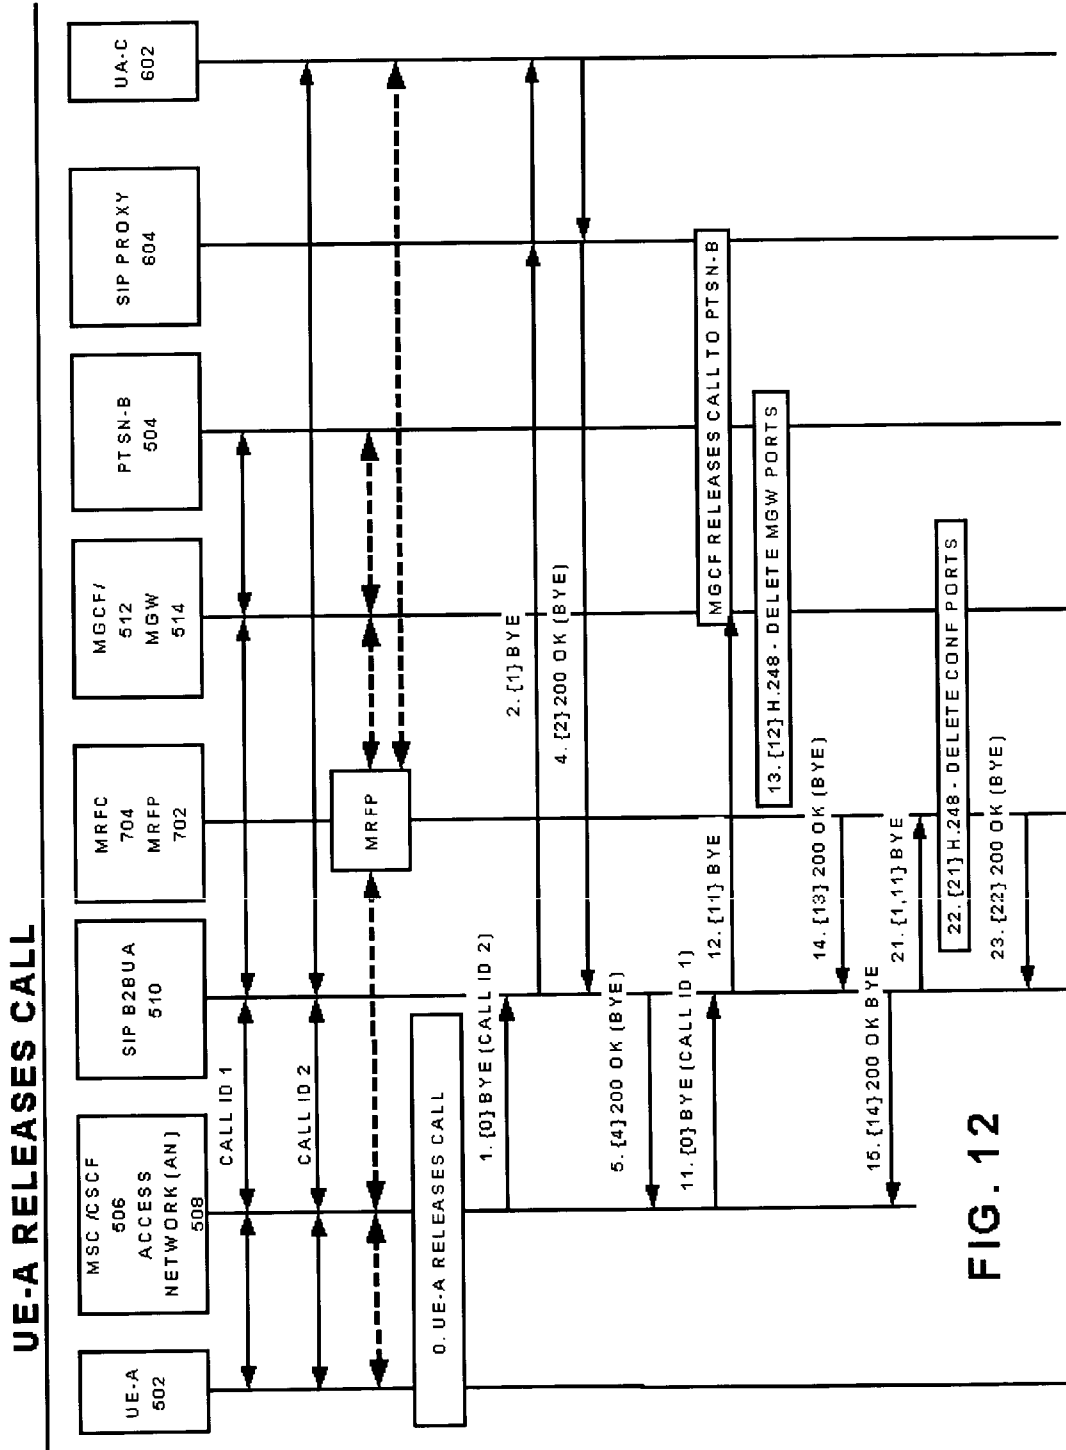 UE-A RELEASES CALL
UE-A
502
MSC /CSCF
506
ACCESS
NETWORK (AN)
508
SIP B2BUA
510
MRFC
704
MRFP
702
MGCF/
512
MGW
514
PTSN-B
504
SIP PROXY
604
UA-C
602
CALL ID 1
CALL ID 2
MRFP
0. UE-A RELEASES CALL
1. {0} BYE (CALL ID 2)
2. {1} BYE
4. {2} 200 OK (BYE)
5. {4} 200 OK (BYE)
11. {0} BYE (CALL ID 1)
12. {11} BYE
MGCF RELEASES CALL TO PTSN-B
13. {12} H.248 - DELETE MGW PORTS
14. {13} 200 OK (BYE)
15. {14} 200 OK BYE
21. {1,11} BYE
22. {21} H.248 - DELETE CONF PORTS
23. {22} 200 OK (BYE)
FIG. 12